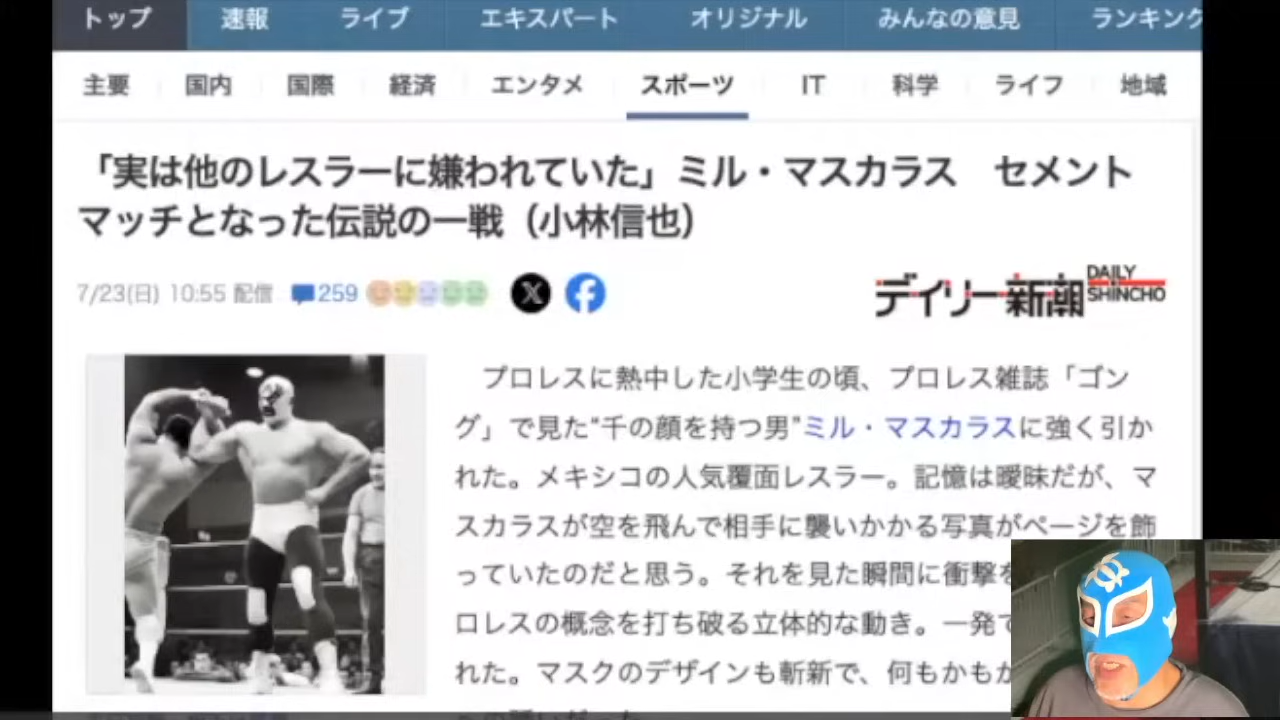 トップ 速報 ライブ エキスパート オリジナル みんなの意見 ランキング
主要 国内 国際 経済 エンタメ スポーツ IT 科学 ライフ 地域
「実は他のレスラーに嫌われていた」ミル・マスカラス　セメント
マッチとなった伝説の一戦（小林信也）
7/23(日) 10:55 配信 259
デイリー新潮 DAILY SHINCHO
プロレスに熱中した小学生の頃、プロレス雑誌「ゴン
グ」で見た“千の顔を持つ男”ミル・マスカラスに強く引か
れた。メキシコの人気覆面レスラー。記憶は曖昧だが、マ
スカラスが空を飛んで相手に襲いかかる写真がページを飾
っていたのだと思う。それを見た瞬間に衝撃を
ロレスの概念を打ち破る立体的な動き。一発で
れた。マスクのデザインも斬新で、何もかもが